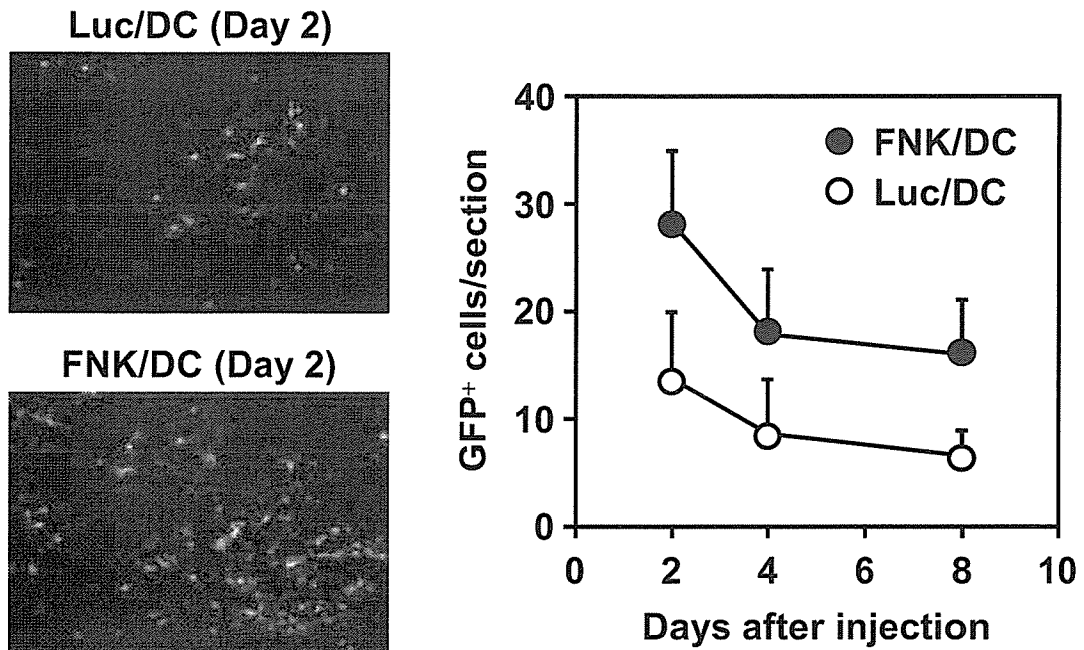 Luc/DC (Day 2)
FNK/DC (Day 2)
GFP⁺ cells/section
40
30
20
10
0
FNK/DC
Luc/DC
0 2 4 6 8 10
Days after injection